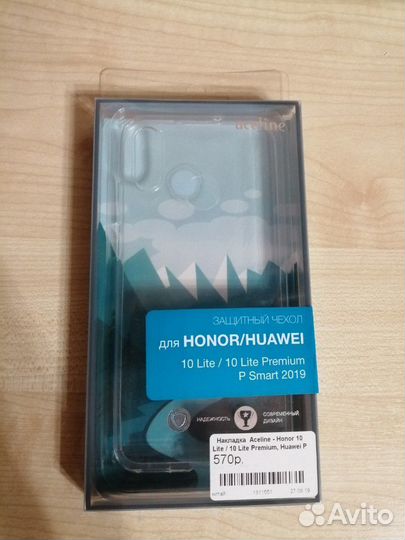 aceline
ЗАЩИТНЫЙ ЧЕХОЛ
для HONOR/HUAWEI
10 Lite / 10 Lite Premium
P Smart 2019
НАДЕЖНОСТЬ
СОВРЕМЕННЫЙ
ДИЗАЙН
Накладка Aceline - Honor 10
Lite / 10 Lite Premium, Huawei P
570р.
китай
Avito